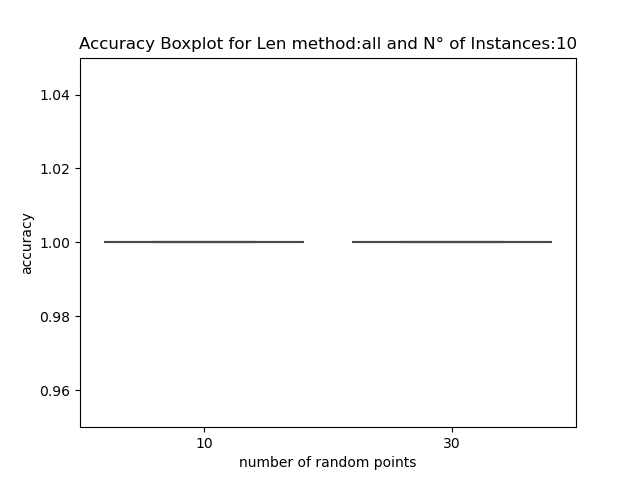 Accuracy Boxplot for Len method:all and N° of Instances:10
1.04
1.02
1.00
0.98
0.96
accuracy
10 30
number of random points